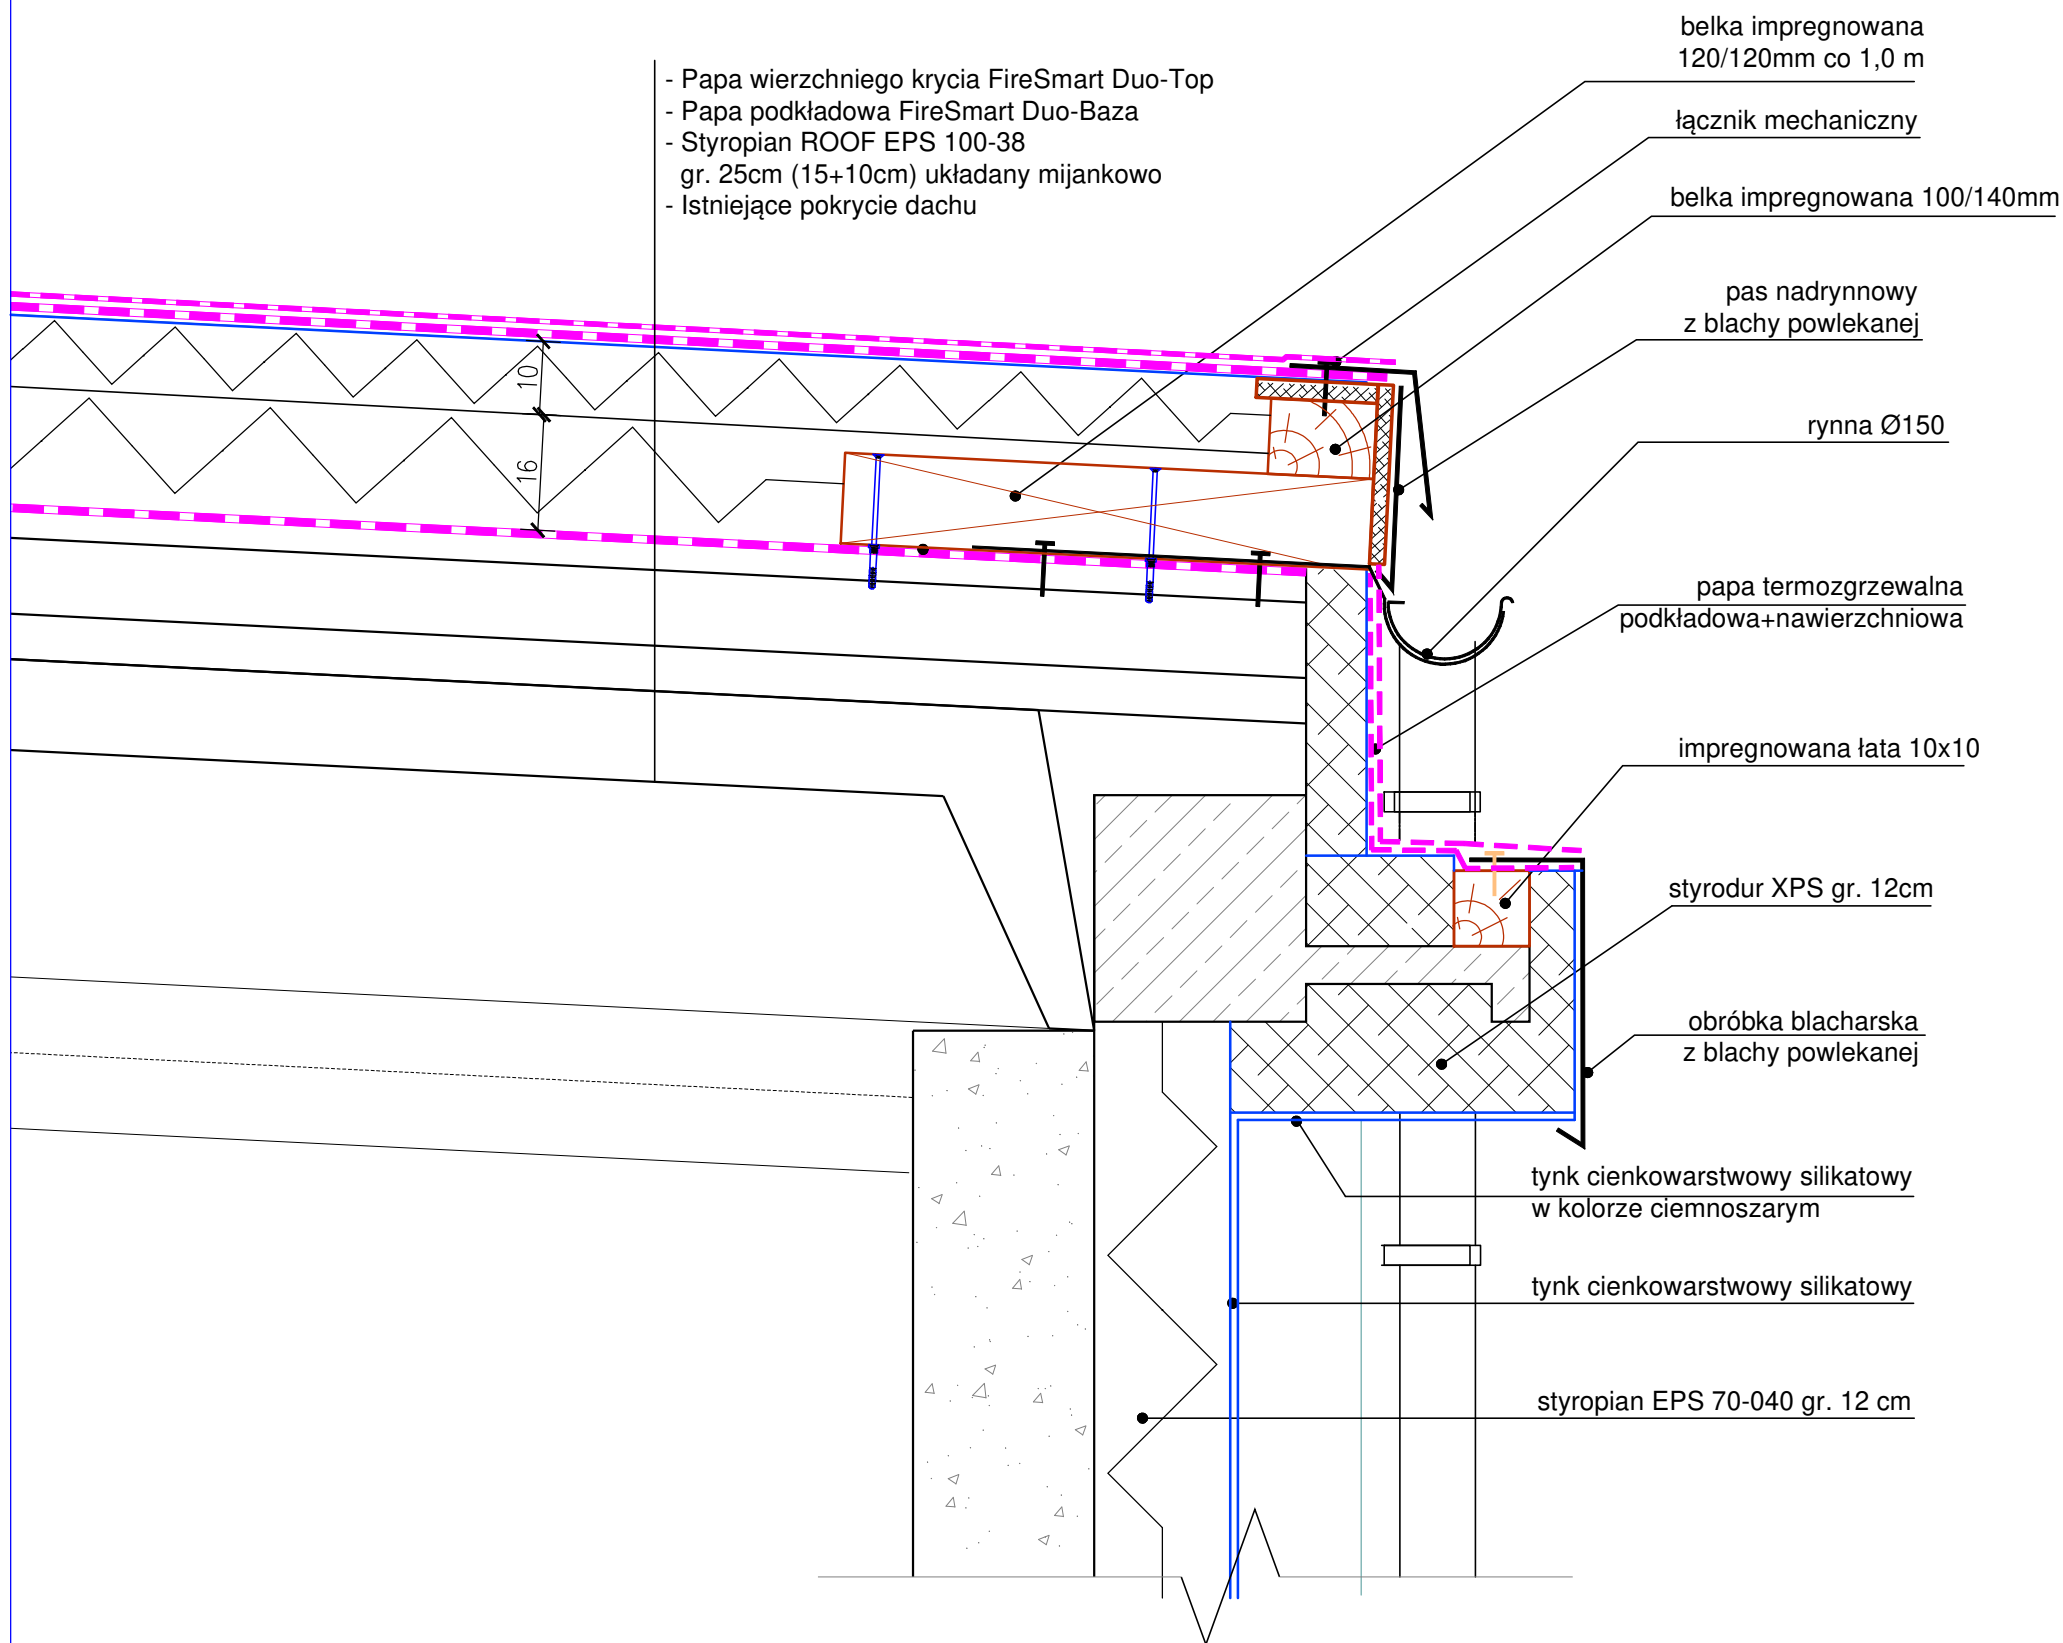 belka impregnowana
120/120mm co 1,0 m
- Papa wierzchniego krycia FireSmart Duo-Top
- Papa podkładowa FireSmart Duo-Baza
- Styropian ROOF EPS 100-38
gr. 25cm (15+10cm) układany mijankowo
- Istniejące pokrycie dachu
łącznik mechaniczny
belka impregnowana 100/140mm
pas nadrynnowy
z blachy powlekanej
10
16
rynna Ø150
papa termozgrzewalna
podkładowa+nawierzchniowa
impregnowana łata 10x10
styrodur XPS gr. 12cm
obróbka blacharska
z blachy powlekanej
tynk cienkowarstwowy silikatowy
w kolorze ciemnoszarym
tynk cienkowarstwowy silikatowy
styropian EPS 70-040 gr. 12 cm